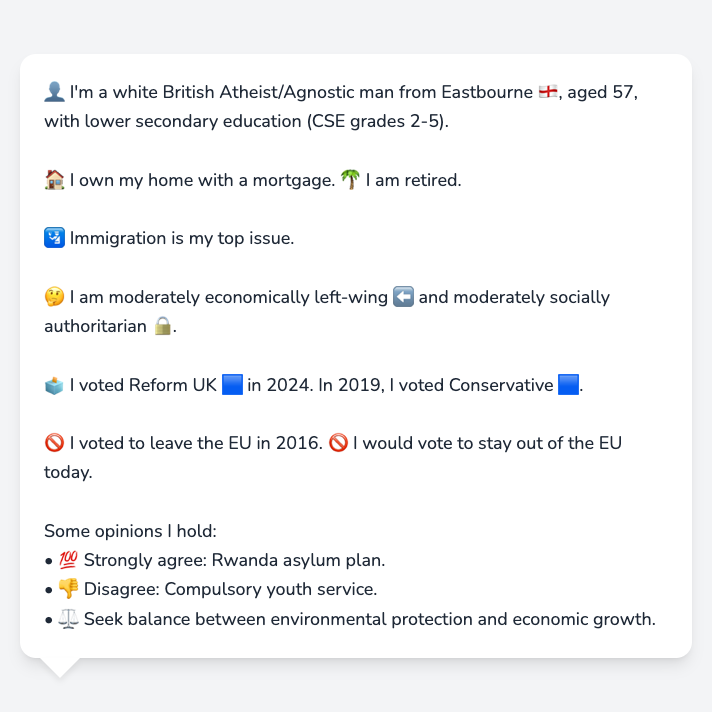 👤 I'm a white British Atheist/Agnostic man from Eastbourne 🏴󠁧󠁢󠁥󠁮󠁧󠁿, aged 57,
with lower secondary education (CSE grades 2-5).
🏠 I own my home with a mortgage. 🌴 I am retired.
🛂 Immigration is my top issue.
🤔 I am moderately economically left-wing ⬅️ and moderately socially
authoritarian 🔒.
🗳️ I voted Reform UK 🟦 in 2024. In 2019, I voted Conservative 🟦.
🚫 I voted to leave the EU in 2016. 🚫 I would vote to stay out of the EU
today.
Some opinions I hold:
• 💯 Strongly agree: Rwanda asylum plan.
• 👎 Disagree: Compulsory youth service.
• ⚖️ Seek balance between environmental protection and economic growth.